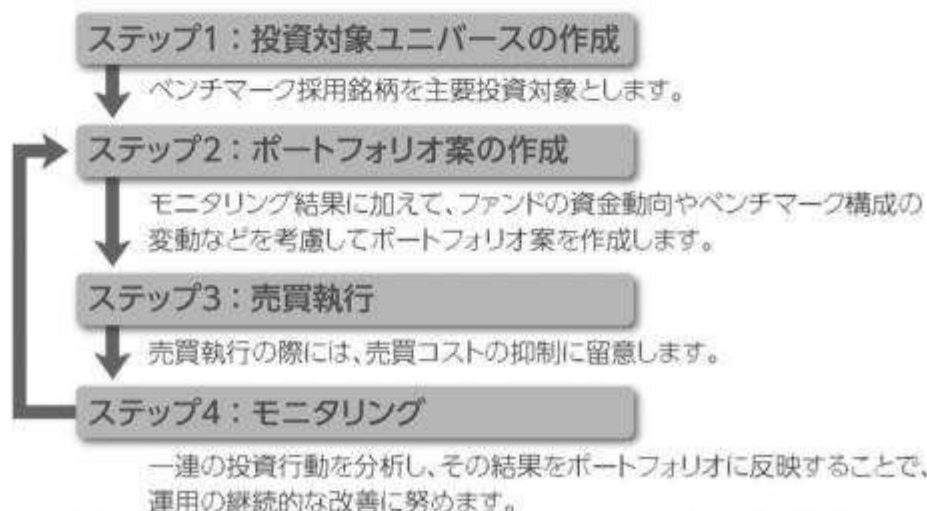 ステップ1：投資対象ユニバースの作成
ベンチマーク採用銘柄を主要投資対象とします。
ステップ2：ポートフォリオ案の作成
モニタリング結果に加えて、ファンドの資金動向やベンチマーク構成の
変動などを考慮してポートフォリオ案を作成します。
ステップ3：売買執行
売買執行の際には、売買コストの抑制に留意します。
ステップ4：モニタリング
一連の投資行動を分析し、その結果をポートフォリオに反映することで、
運用の継続的な改善に努めます。